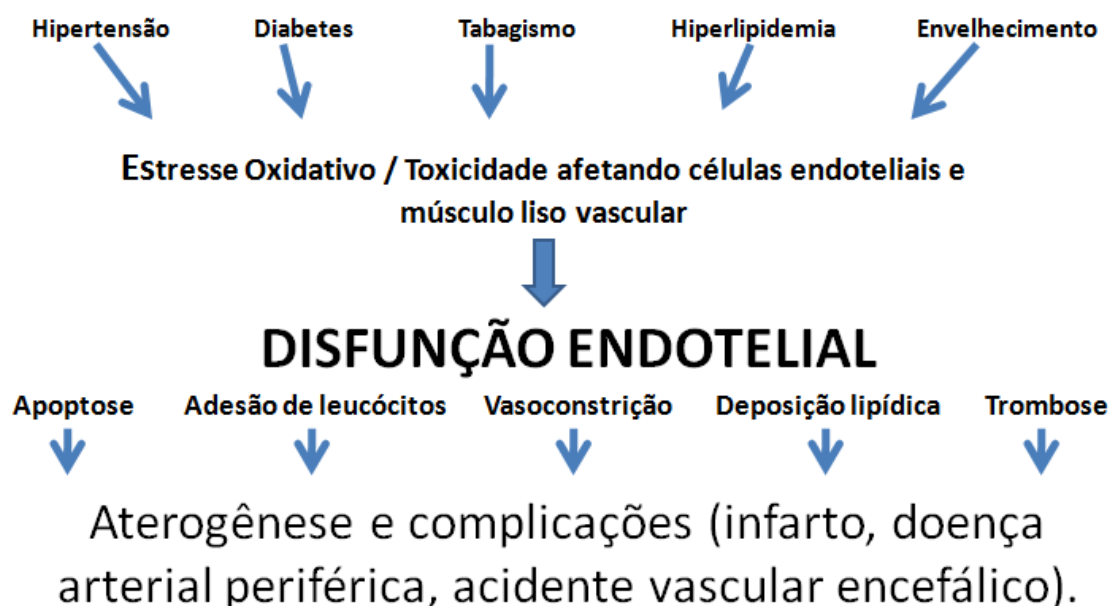 Hipertensão Diabetes Tabagismo Hiperlipidemia Envelhecimento
Estresse Oxidativo / Toxicidade afetando células endoteliais e
músculo liso vascular
DISFUNÇÃO ENDOTELIAL
Apoptose Adesão de leucócitos Vasoconstrição Deposição lipídica Trombose
Aterogênese e complicações (infarto, doença
arterial periférica, acidente vascular encefálico).